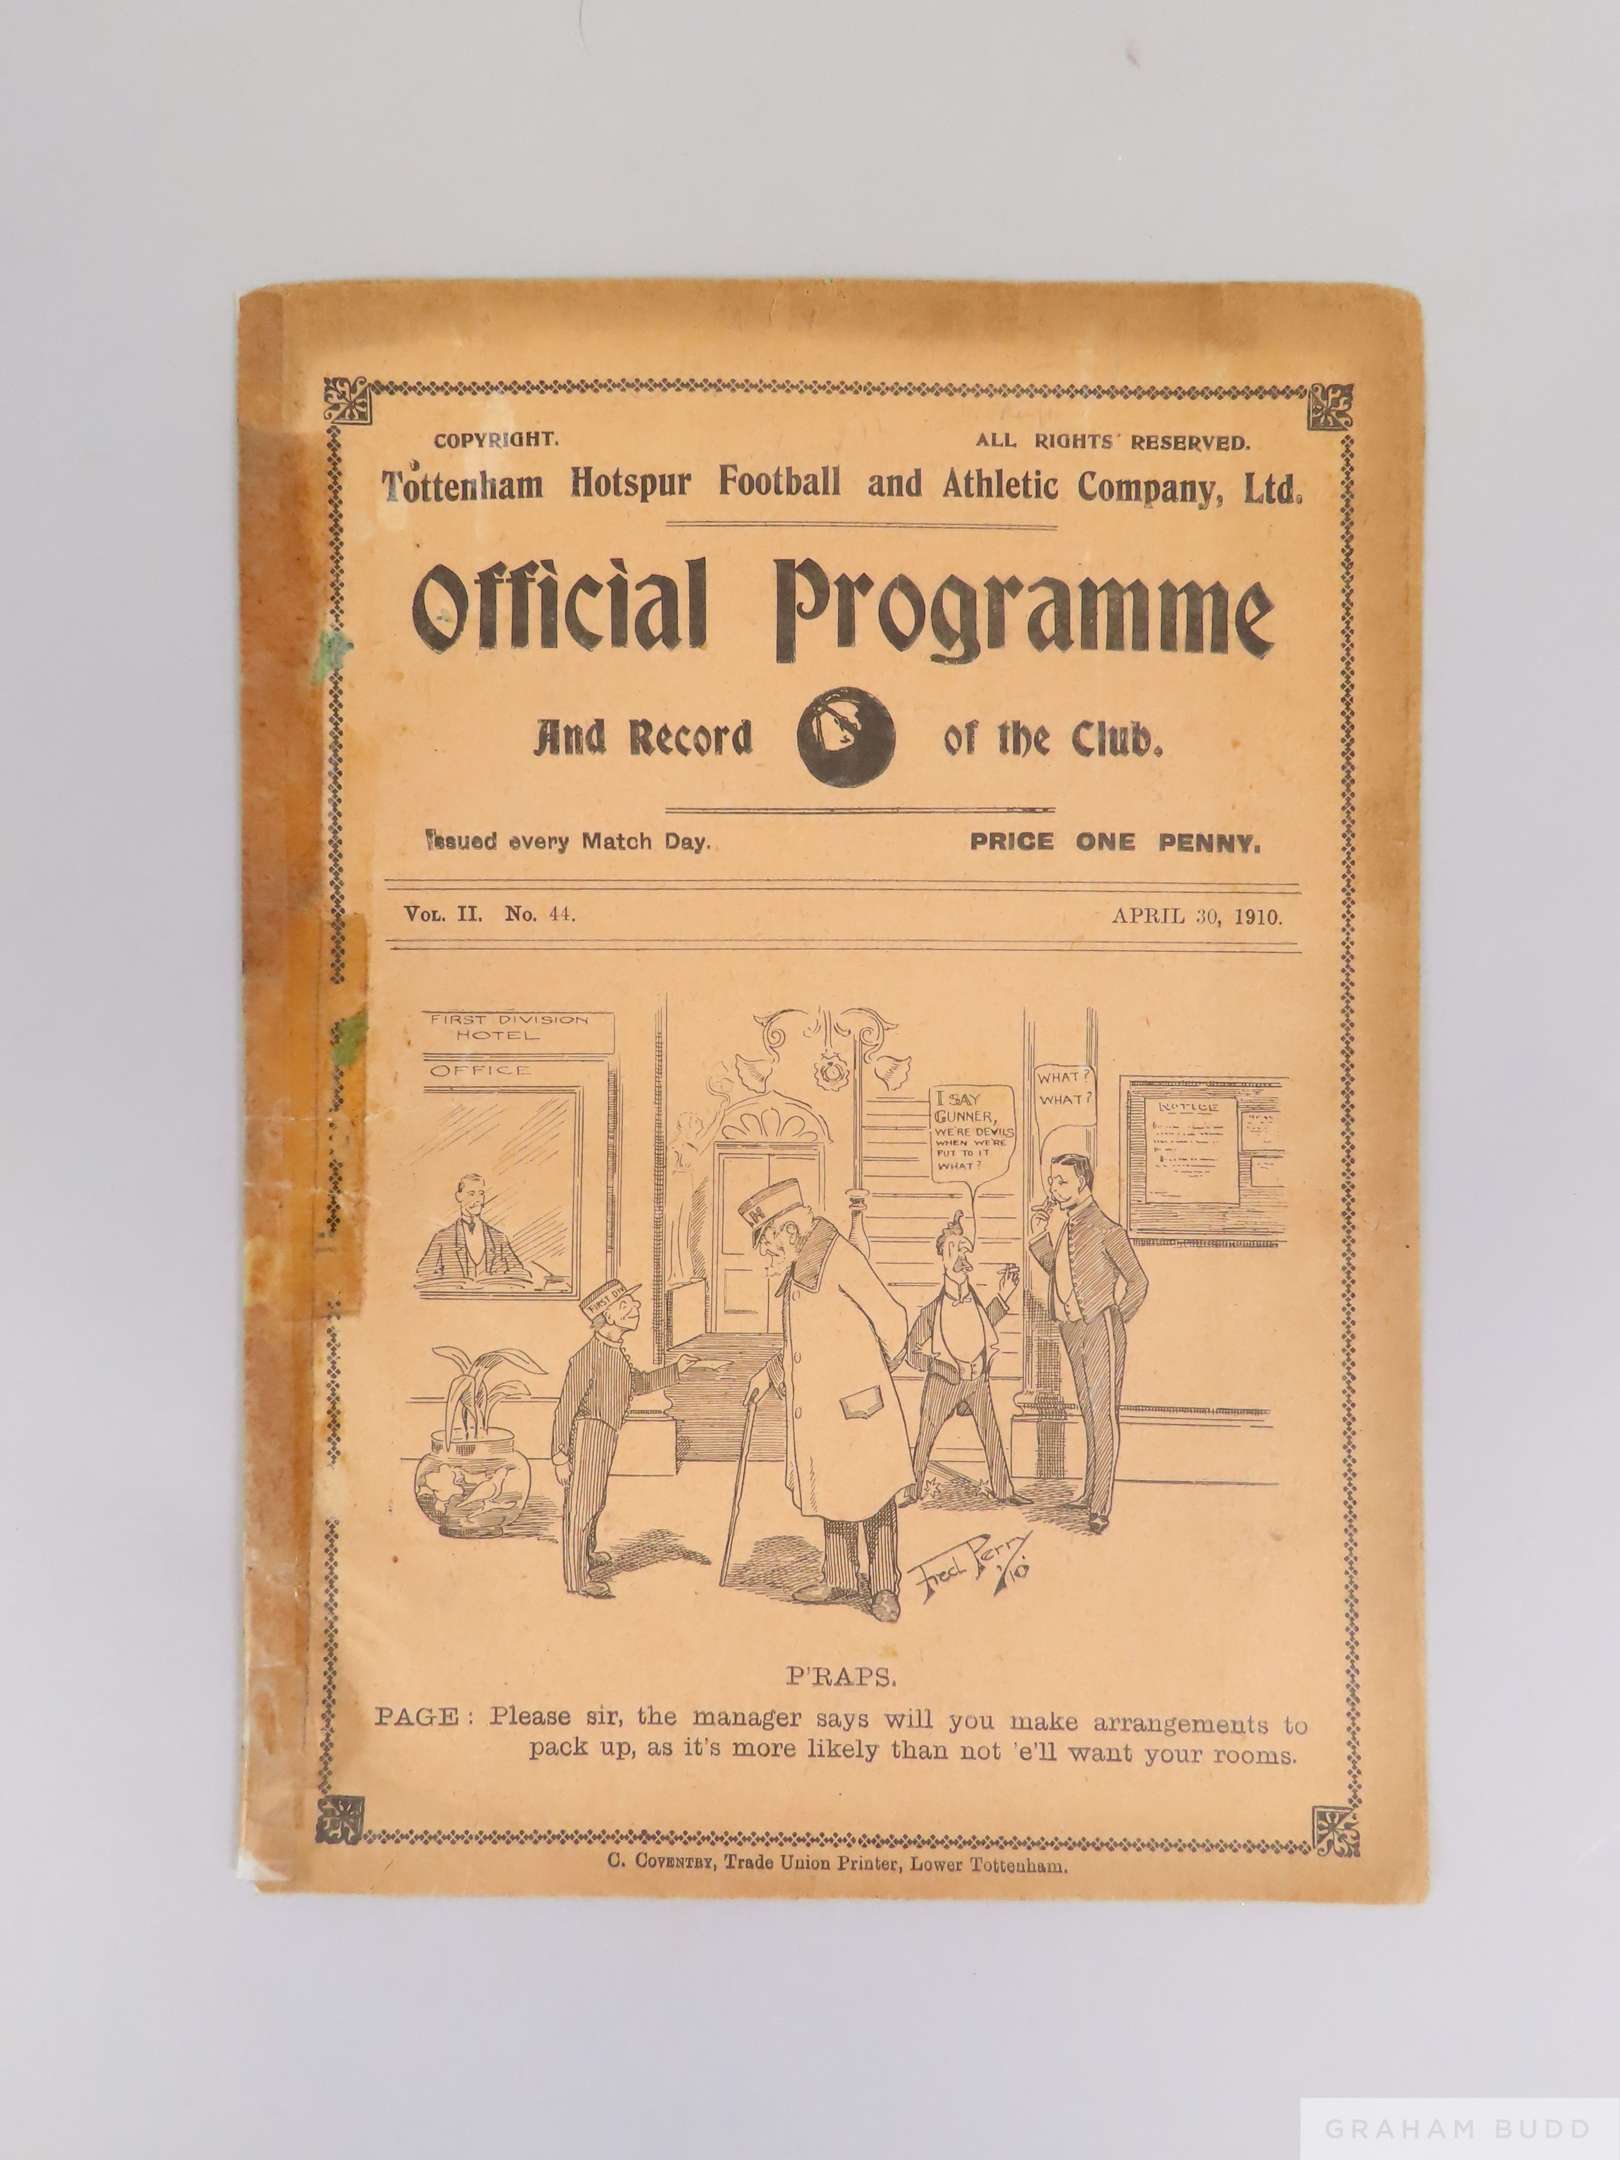 COPYRIGHT. ALL RIGHTS RESERVED.
Tottenham Hotspur Football and Athletic Company, Ltd.
Official Programme
And Record of the Club.
Issued every Match Day. PRICE ONE PENNY.
VOL. II. No. 44. APRIL 30, 1910.
FIRST DIVISION
HOTEL
OFFICE
I SAY
GUNNER,
WE'RE DEVILS
WHEN WE'RE
PUT TO IT
WHAT?
WHAT?
WHAT?
NOTICE
FIRST DIV
Fred Perry
'10
P'RAPS.
PAGE : Please sir, the manager says will you make arrangements to
pack up, as it's more likely than not 'e'll want your rooms.
C. COVENTRY, Trade Union Printer, Lower Tottenham.
GRAHAM BUDD